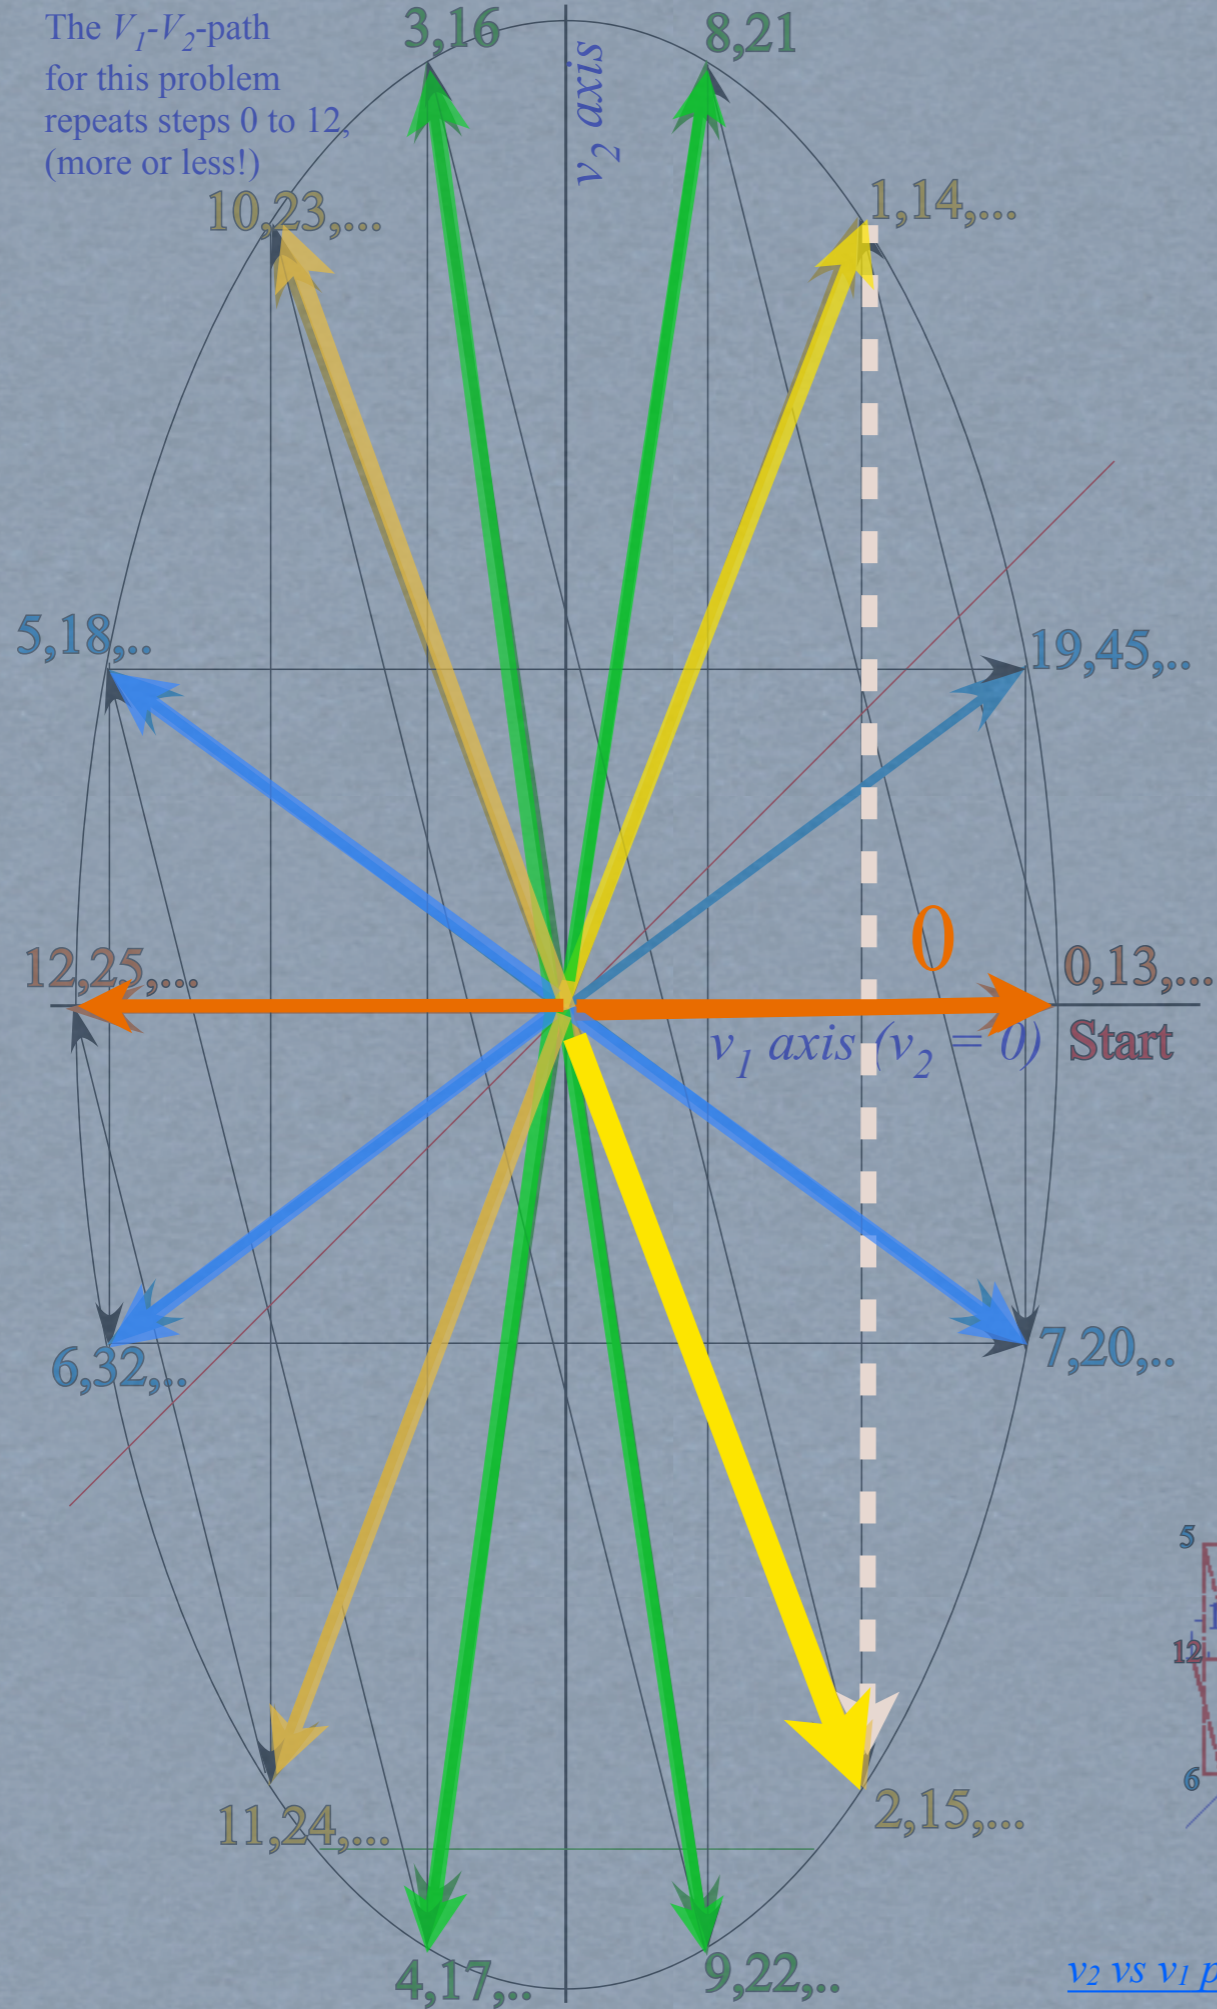 The V1-V2-path
for this problem
repeats steps 0 to 12,
(more or less!)
3,16
8,21
v2 axis
10,23,...
1,14,...
5,18,..
19,45,..
0
12,25,...
0,13,...
v1 axis (v2 = 0)
Start
6,32,..
7,20,..
5
-1
12
6
11,24,...
2,15,...
4,17,..
9,22,..
v2 vs v1 p